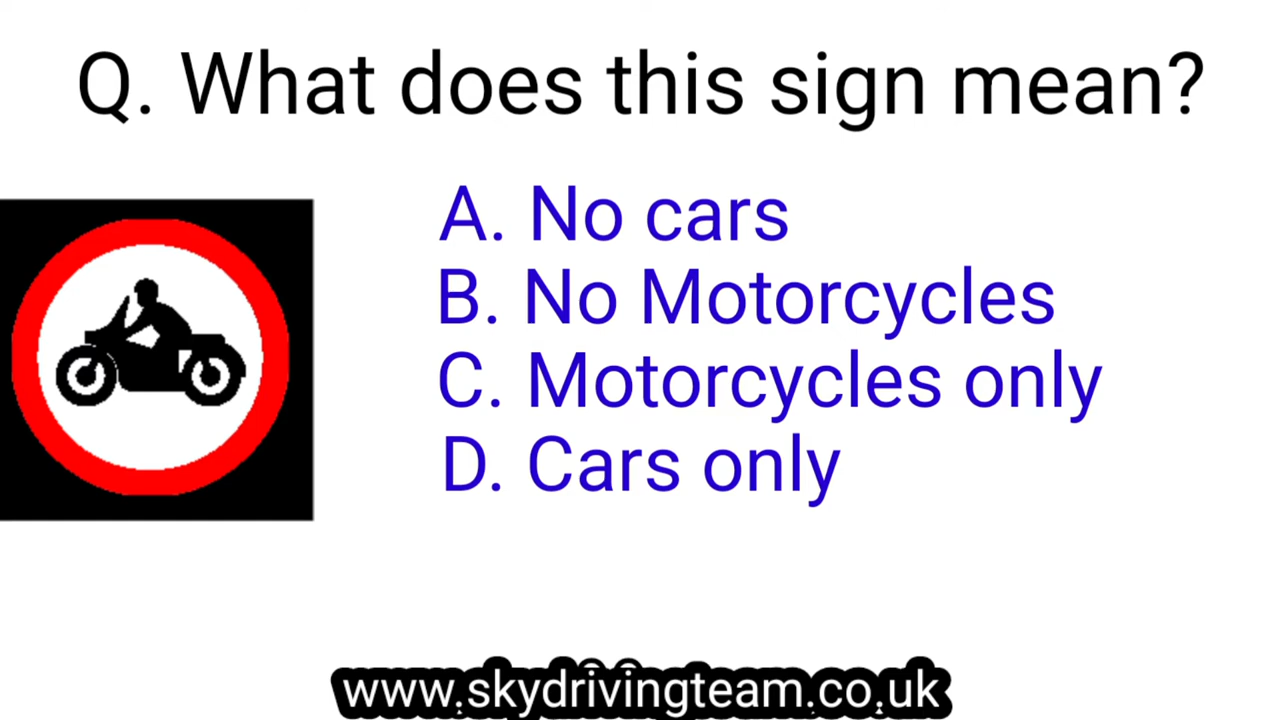 Q. What does this sign mean?
A. No cars
B. No Motorcycles
C. Motorcycles only
D. Cars only
www.skydrivingteam.co.uk